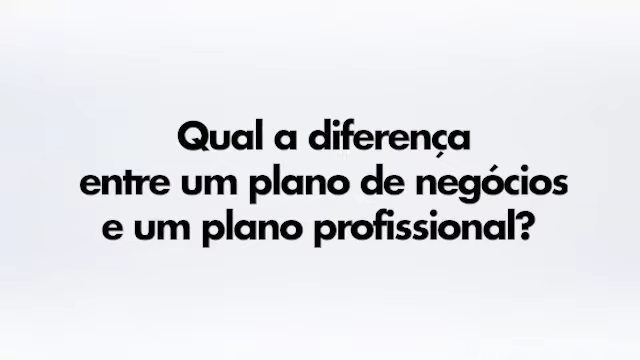 Qual a diferença
entre um plano de negócios
e um plano profissional?